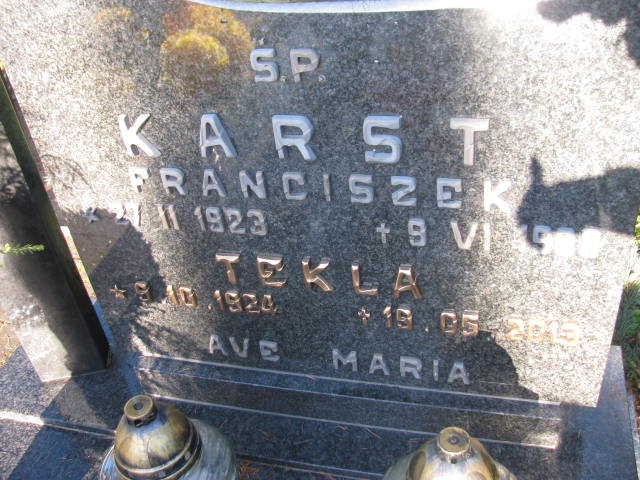 Ś.P.
KARST
FRANCISZEK
* 27 11 1923 + 9 VI
TEKLA
* 9.10.1924 + 19.05.2013
AVE MARIA